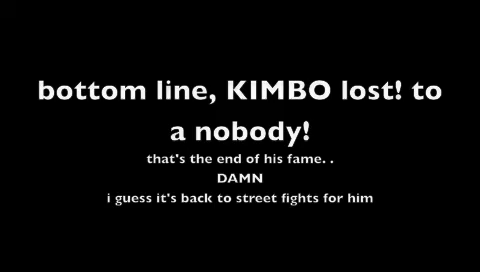 bottom line, KIMBO lost! to
a nobody!
that's the end of his fame. .
DAMN
i guess it's back to street fights for him